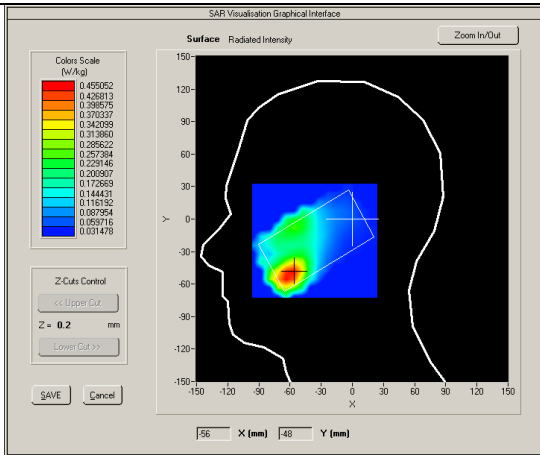 SAR Visualisation Graphical Interface
Surface Radiated Intensity
Zoom In/Out
Colors Scale
(W/kg)
0.455052
0.426813
0.398575
0.370337
0.342099
0.313860
0.285622
0.257384
0.229146
0.200907
0.172669
0.144431
0.116192
0.087954
0.059716
0.031478
Z-Cuts Control
<< Upper Cut
Z = 0.2 mm
Lower Cut >>
SAVE
Cancel
150
120
90
60
30
0
-30
-60
-90
-120
-150
Y
-150 -120 -90 -60 -30 0 30 60 90 120 150
X
-56 X (mm) -48 Y (mm)